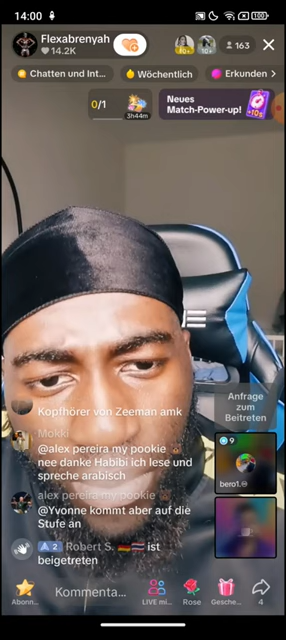 14:00
100
Flexabrenyah
14.2K
163
Chatten und Int...
Wöchentlich
Erkunden
0/1
3h44m
Neues
Match-Power-up!
Anfrage
zum
Beitreten
Kopfhörer von Zeeman amk
Mokki
@alex pereira my pookie
nee danke Habibi ich lese und
spreche arabisch
alex pereira my pookie
@Yvonne kommt aber auf die
Stufe an
2 Robert S. ist
beigetreten
9
bero1.
Abonn...
Kommenta...
LIVE mi...
Rose
Gesche...
4